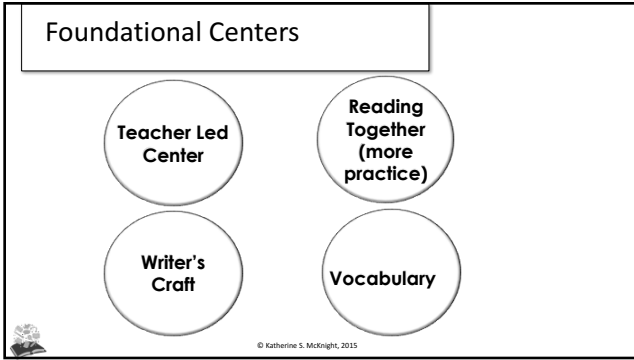 Foundational Centers
Teacher Led
Center
Reading
Together
(more
practice)
Writer’s
Craft
Vocabulary
© Katherine S. McKnight, 2015